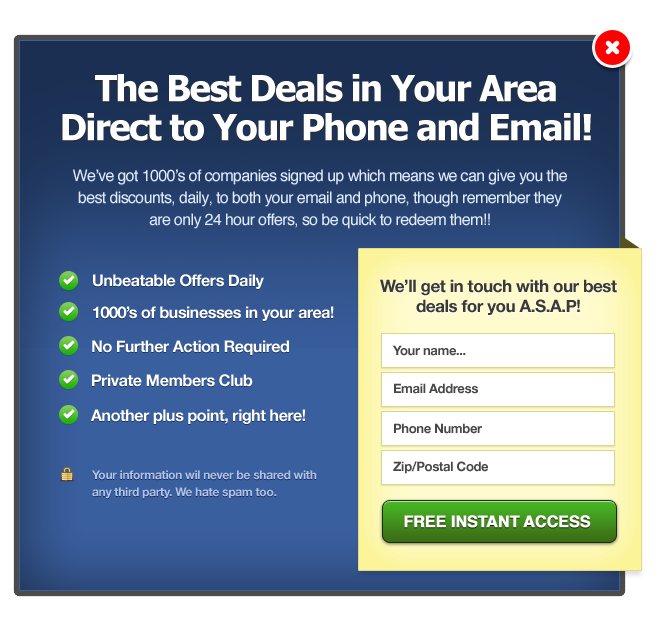 The Best Deals in Your Area
Direct to Your Phone and Email!
We've got 1000's of companies signed up which means we can give you the
best discounts, daily, to both your email and phone, though remember they
are only 24 hour offers, so be quick to redeem them!!
Unbeatable Offers Daily
1000's of businesses in your area!
No Further Action Required
Private Members Club
Another plus point, right here!
Your information wil never be shared with
any third party. We hate spam too.
We'll get in touch with our best
deals for you A.S.A.P!
Your name...
Email Address
Phone Number
Zip/Postal Code
FREE INSTANT ACCESS